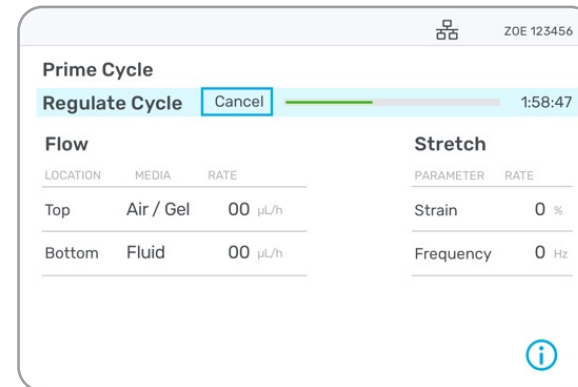 ZOE 123456
Prime Cycle
Regulate Cycle Cancel 1:58:47
Flow Stretch
LOCATION MEDIA RATE PARAMETER RATE
Top Air / Gel 00 µL/h Strain 0 %
Bottom Fluid 00 µL/h Frequency 0 Hz